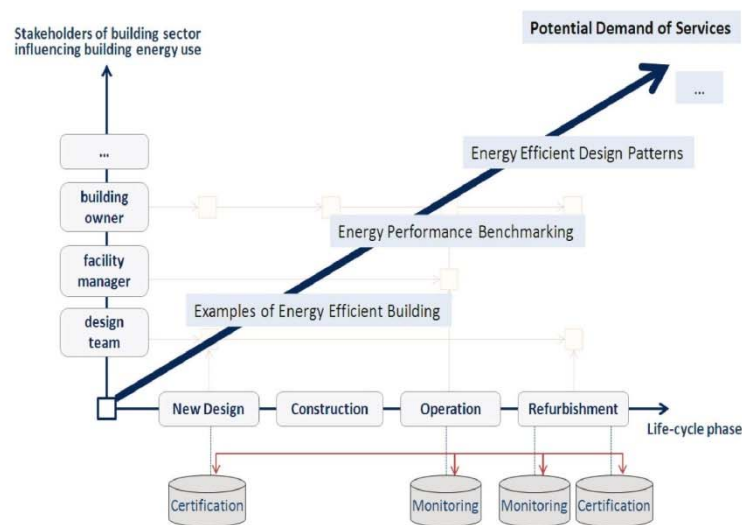 Stakeholders of building sector
influencing building energy use
Potential Demand of Services
...
...
Energy Efficient Design Patterns
building
owner
Energy Performance Benchmarking
facility
manager
Examples of Energy Efficient Building
design
team
New Design
Construction
Operation
Refurbishment
Life-cycle phase
Certification
Monitoring
Monitoring
Certification